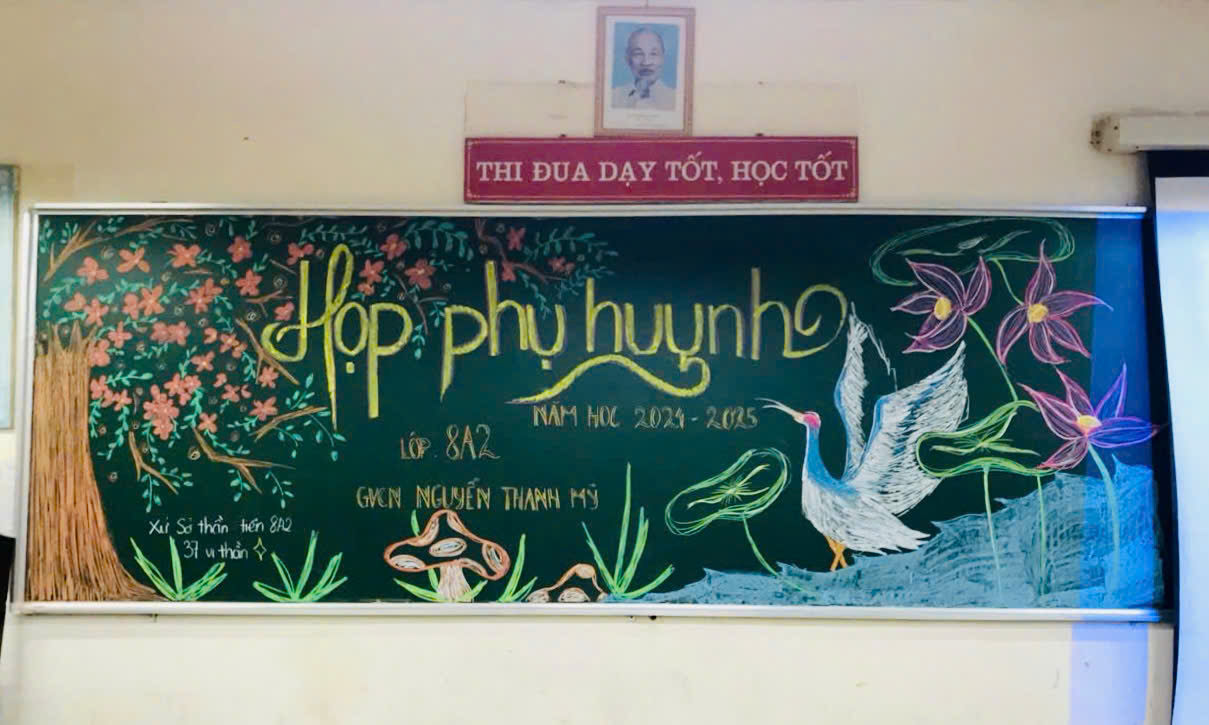 THI ĐUA DẠY TỐT, HỌC TỐT
Họp phụ huynh
NĂM HỌC 2024 - 2025
LỚP. 8A2
GVCN NGUYỄN THANH MỸ
Xứ Sở thần tiên 8A2
37 vị thần